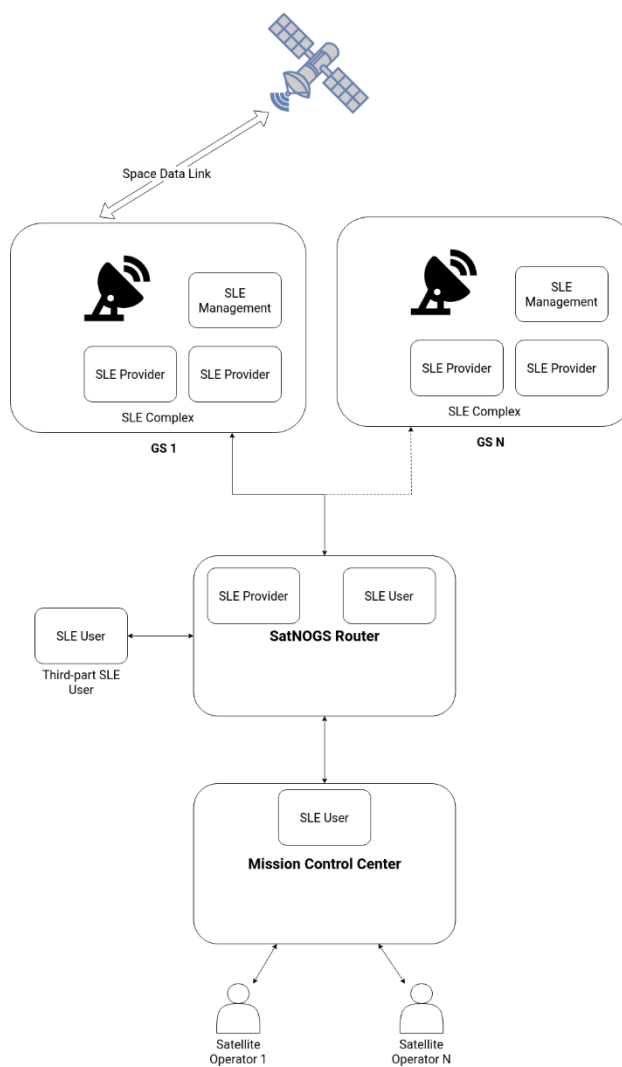 Space Data Link
SLE
Management
SLE Provider
SLE Provider
SLE Complex
GS 1
SLE
Management
SLE Provider
SLE Provider
SLE Complex
GS N
SLE Provider
SLE User
SatNOGS Router
SLE User
Third-part SLE
User
SLE User
Mission Control Center
Satellite
Operator 1
Satellite
Operator N